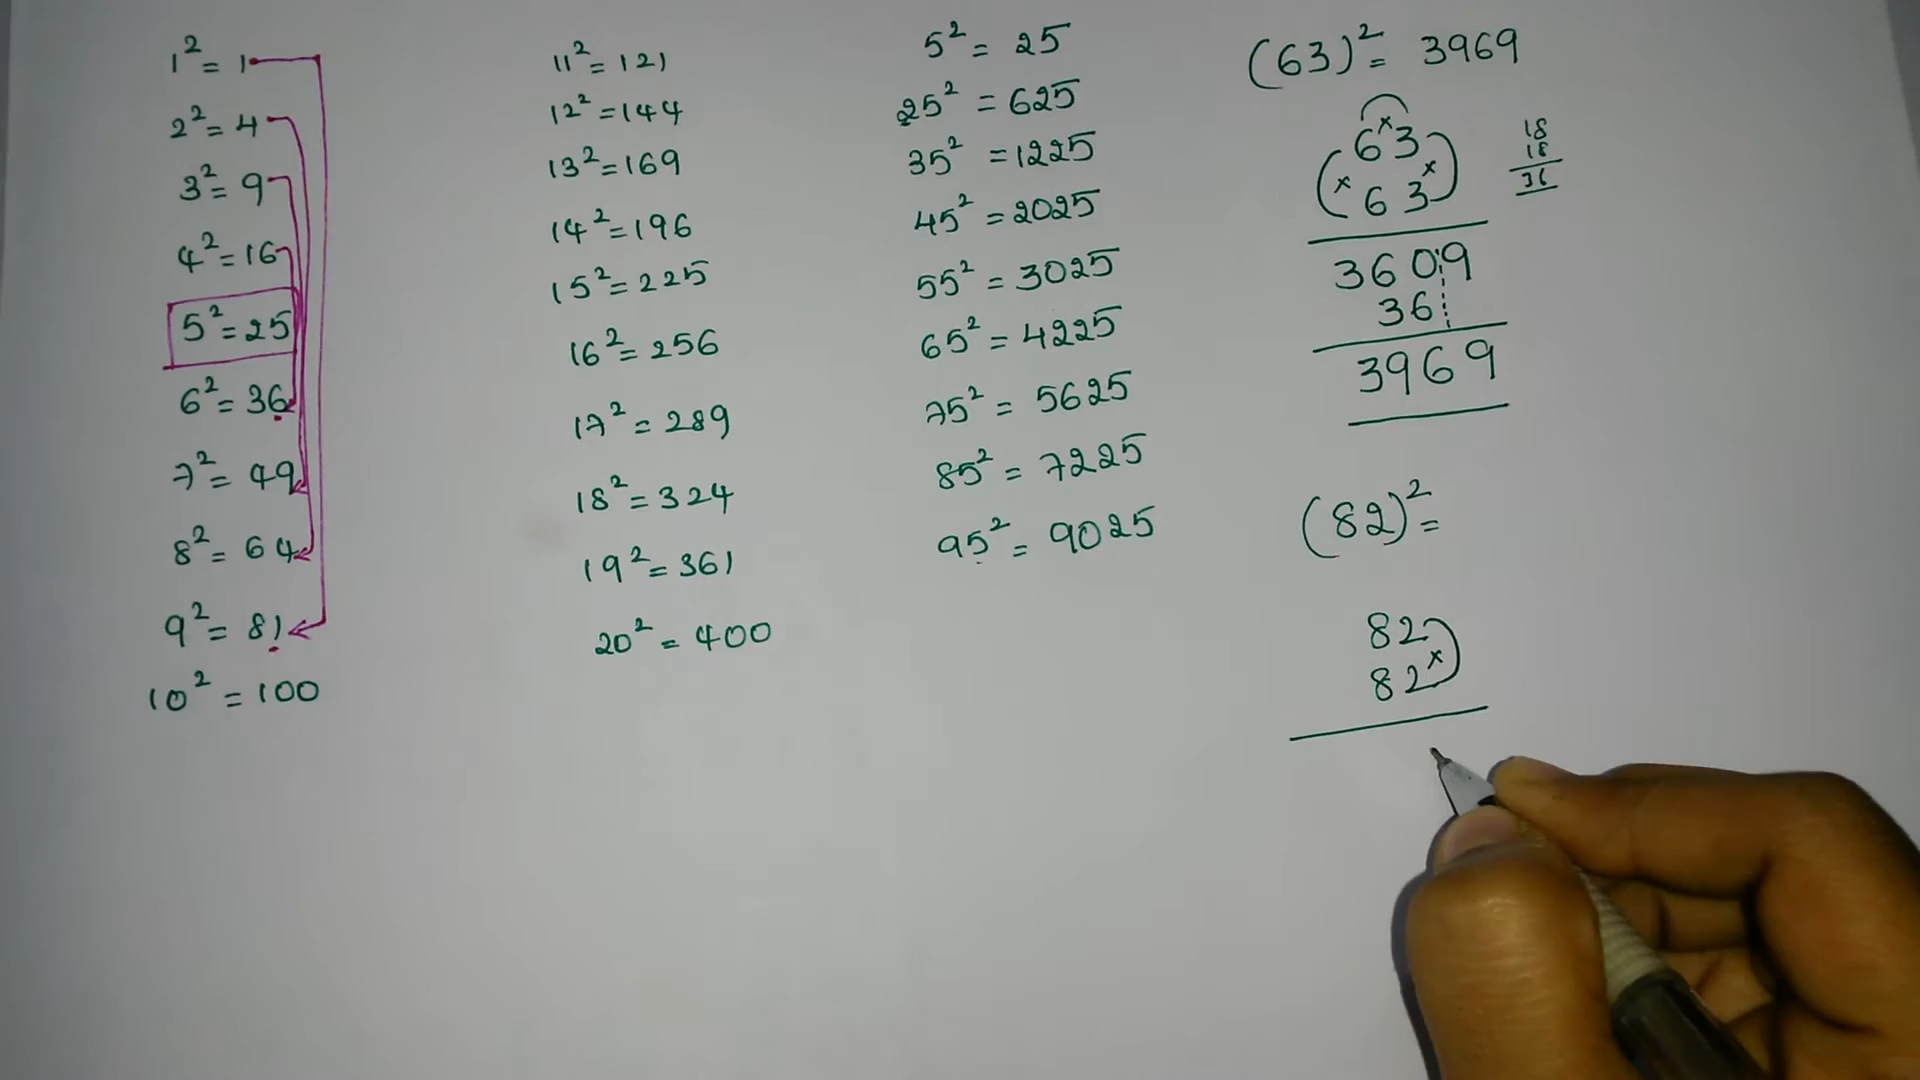 1² = 1
2² = 4
3² = 9
4² = 16
5² = 25
6² = 36
7² = 49
8² = 64
9² = 81
10² = 100
11² = 121
12² = 144
13² = 169
14² = 196
15² = 225
16² = 256
17² = 289
18² = 324
19² = 361
20² = 400
5² = 25
25² = 625
35² = 1225
45² = 2025
55² = 3025
65² = 4225
75² = 5625
85² = 7225
95² = 9025
(63)² = 3969
×
63
× ×
63
3609
36
3969
18
18
36
(82)² =
82
×
82